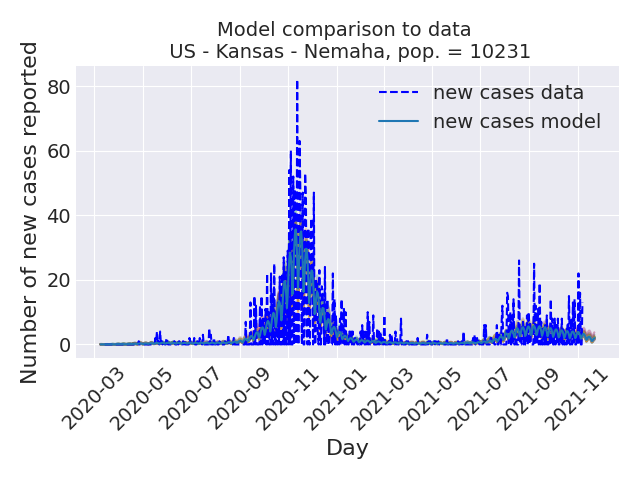 Model comparison to data
US - Kansas - Nemaha, pop. = 10231
Number of new cases reported
80
60
40
20
0
new cases data
new cases model
2020-03
2020-05
2020-07
2020-09
2020-11
2021-01
2021-03
2021-05
2021-07
2021-09
2021-11
Day